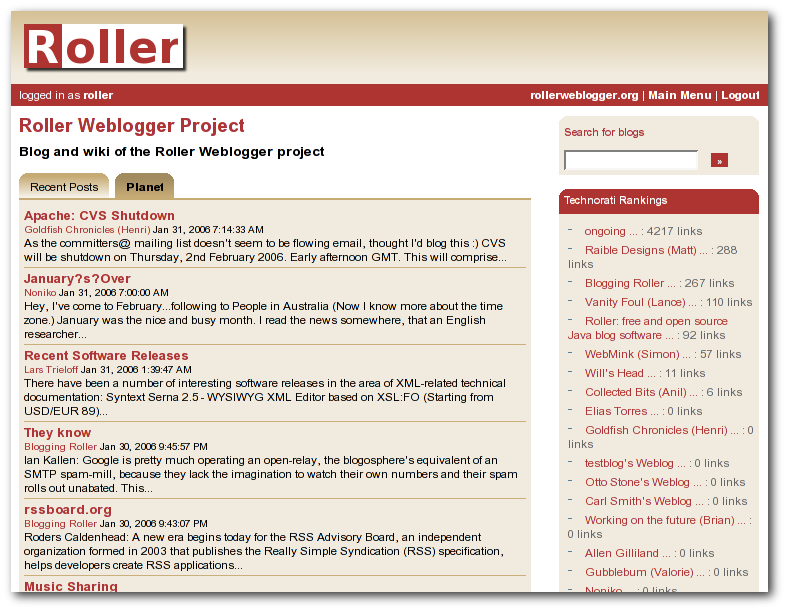 Roller
logged in as roller
rollerweblogger.org | Main Menu | Logout
Roller Weblogger Project
Blog and wiki of the Roller Weblogger project
Recent Posts
Planet
Apache: CVS Shutdown
Goldfish Chronicles (Henri) Jan 31, 2006 7:14:33 AM
As the committers@ mailing list doesn't seem to be flowing email, thought I'd blog this :) CVS
will be shutdown on Thursday, 2nd February 2006. Early afternoon GMT. This will comprise...
January?s?Over
Noniko Jan 31, 2006 7:00:00 AM
Hey, I've come to February...following to People in Australia (Now I know more about the time
zone.) January was the nice and busy month. I read the news somewhere, that an English
researcher...
Recent Software Releases
Lars Trieloff Jan 31, 2006 1:39:47 AM
There have been a number of interesting software releases in the area of XML-related technical
documentation: Syntext Serna 2.5 - WYSIWYG XML Editor based on XSL:FO (Starting from
USD/EUR 89)...
They know
Blogging Roller Jan 30, 2006 9:45:57 PM
Ian Kallen: Google is pretty much operating an open-relay, the blogosphere's equivalent of an
SMTP spam-mill, because they lack the imagination to watch their own numbers and their spam
rolls out unabated. This...
rssboard.org
Blogging Roller Jan 30, 2006 9:43:07 PM
Roders Caldenhead: A new era begins today for the RSS Advisory Board, an independent
organization formed in 2003 that publishes the Really Simple Syndication (RSS) specification,
helps developers create RSS applications...
Music Sharing
Search for blogs
»
Technorati Rankings
- ongoing ... : 4217 links
- Raible Designs (Matt) ... : 288
links
- Blogging Roller ... : 267 links
- Vanity Foul (Lance) ... : 110 links
- Roller: free and open source
Java blog software ... : 92 links
- WebMink (Simon) ... : 57 links
- Will's Head ... : 11 links
- Collected Bits (Anil) ... : 6 links
- Elias Torres ... : 0 links
- Goldfish Chronicles (Henri) ... : 0
links
- testblog's Weblog ... : 0 links
- Otto Stone's Weblog ... : 0 links
- Carl Smith's Weblog ... : 0 links
- Working on the future (Brian) ... :
0 links
- Allen Gilliland ... : 0 links
- Gubblebum (Valorie) ... : 0 links
- Noniko ... : 0 links